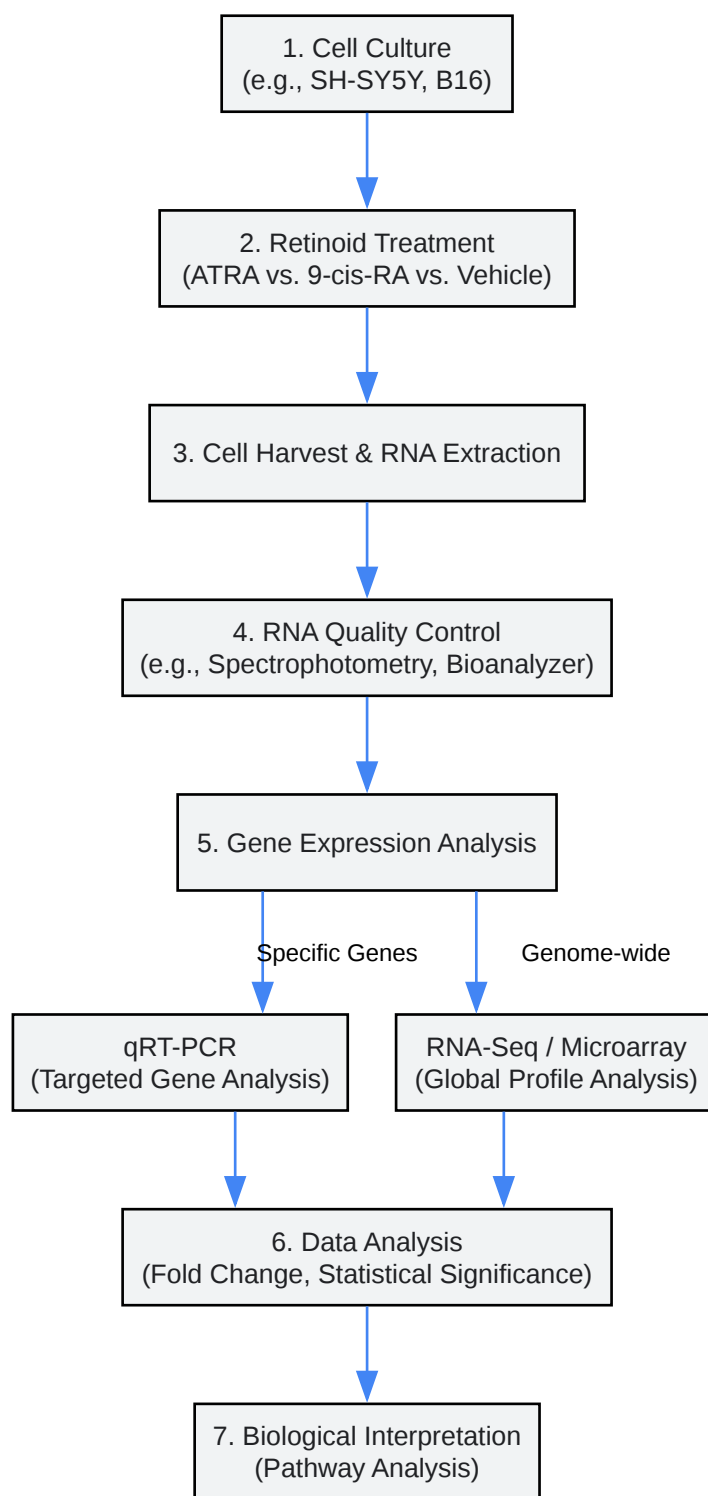 1. Cell Culture
(e.g., SH-SY5Y, B16)
2. Retinoid Treatment
(ATRA vs. 9-cis-RA vs. Vehicle)
3. Cell Harvest & RNA Extraction
4. RNA Quality Control
(e.g., Spectrophotometry, Bioanalyzer)
5. Gene Expression Analysis
Specific Genes
Genome-wide
qRT-PCR
(Targeted Gene Analysis)
RNA-Seq / Microarray
(Global Profile Analysis)
6. Data Analysis
(Fold Change, Statistical Significance)
7. Biological Interpretation
(Pathway Analysis)